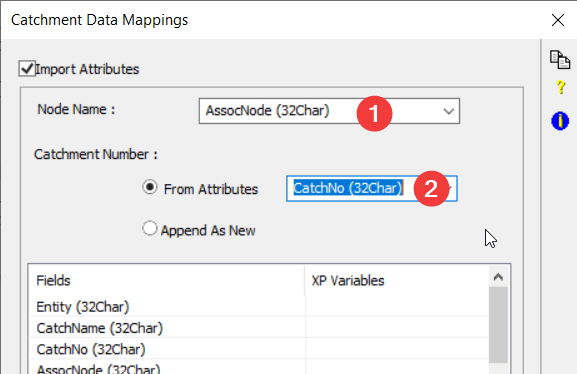 Catchment Data Mappings
Import Attributes
Node Name : AssocNode (32Char) 1
Catchment Number :
From Attributes CatchNo (32Char) 2
Append As New
Fields XP Variables
Entity (32Char)
CatchName (32Char)
CatchNo (32Char)
AssocNode (32Char)